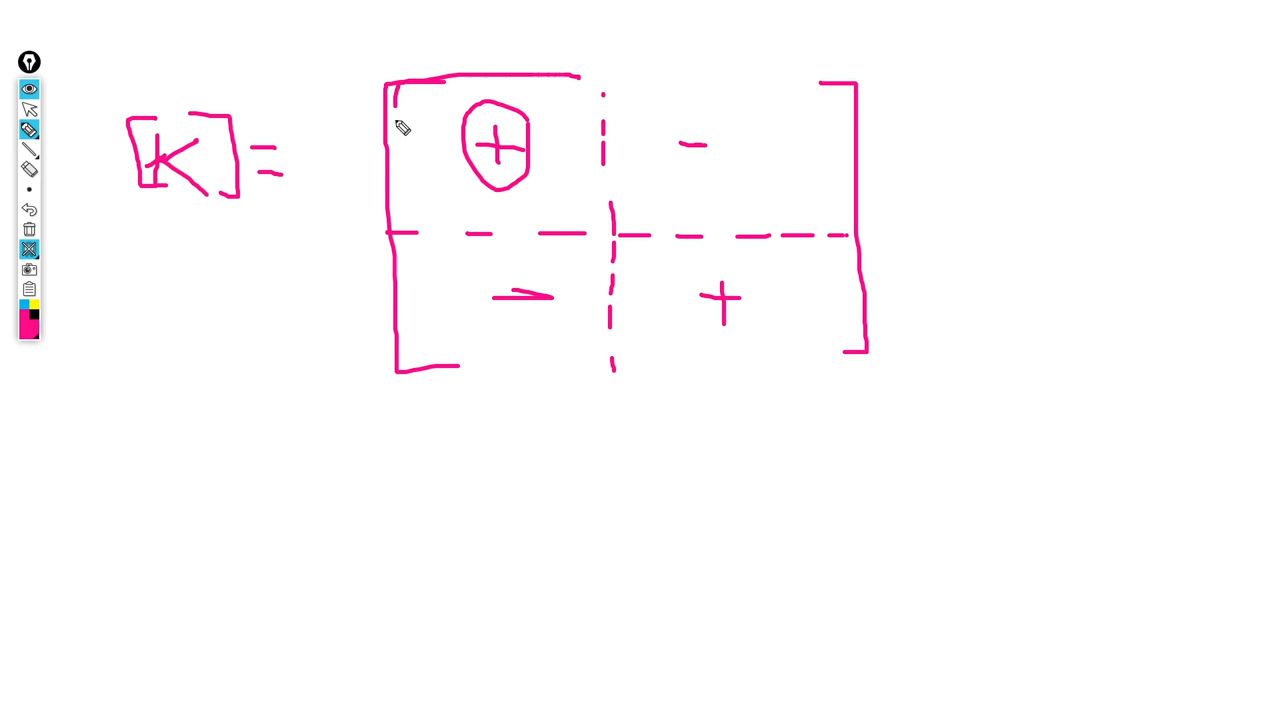 [K] =
+ -
- +